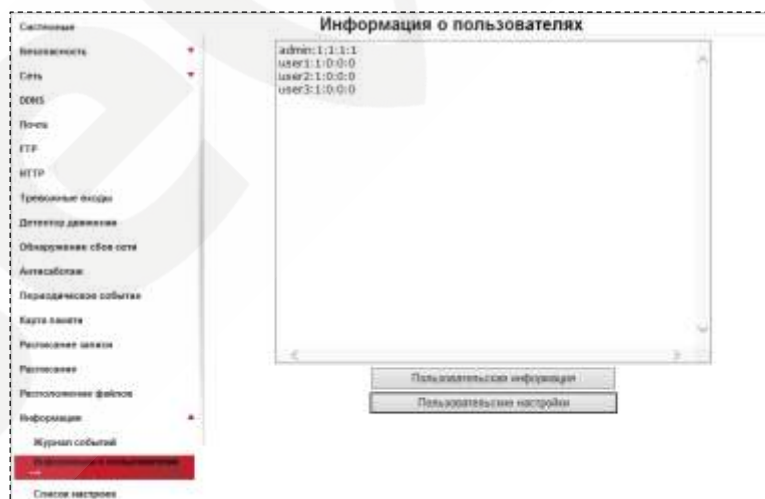 Системные
Безопасность
Сеть
DDNS
Почта
FTP
HTTP
Тревожные входы
Детектор движения
Обнаружение сбоя сети
Антисаботаж
Периодическое событие
Карта памяти
Расписание записи
Расписание
Расположение файлов
Информация
Журнал событий
Информация о пользователях
Список настроек
Информация о пользователях
admin:1:1:1:1
user1:1:0:0:0
user2:1:0:0:0
user3:1:0:0:0
Пользовательская информация
Пользовательские настройки